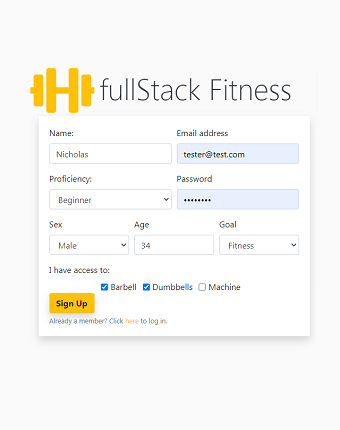 fullStack Fitness
Name: Email address
Nicholas tester@test.com
Proficiency: Password
Beginner ••••••••
Sex Age Goal
Male 34 Fitness
I have access to:
Barbell Dumbbells Machine
Sign Up
Already a member? Click here to log in.